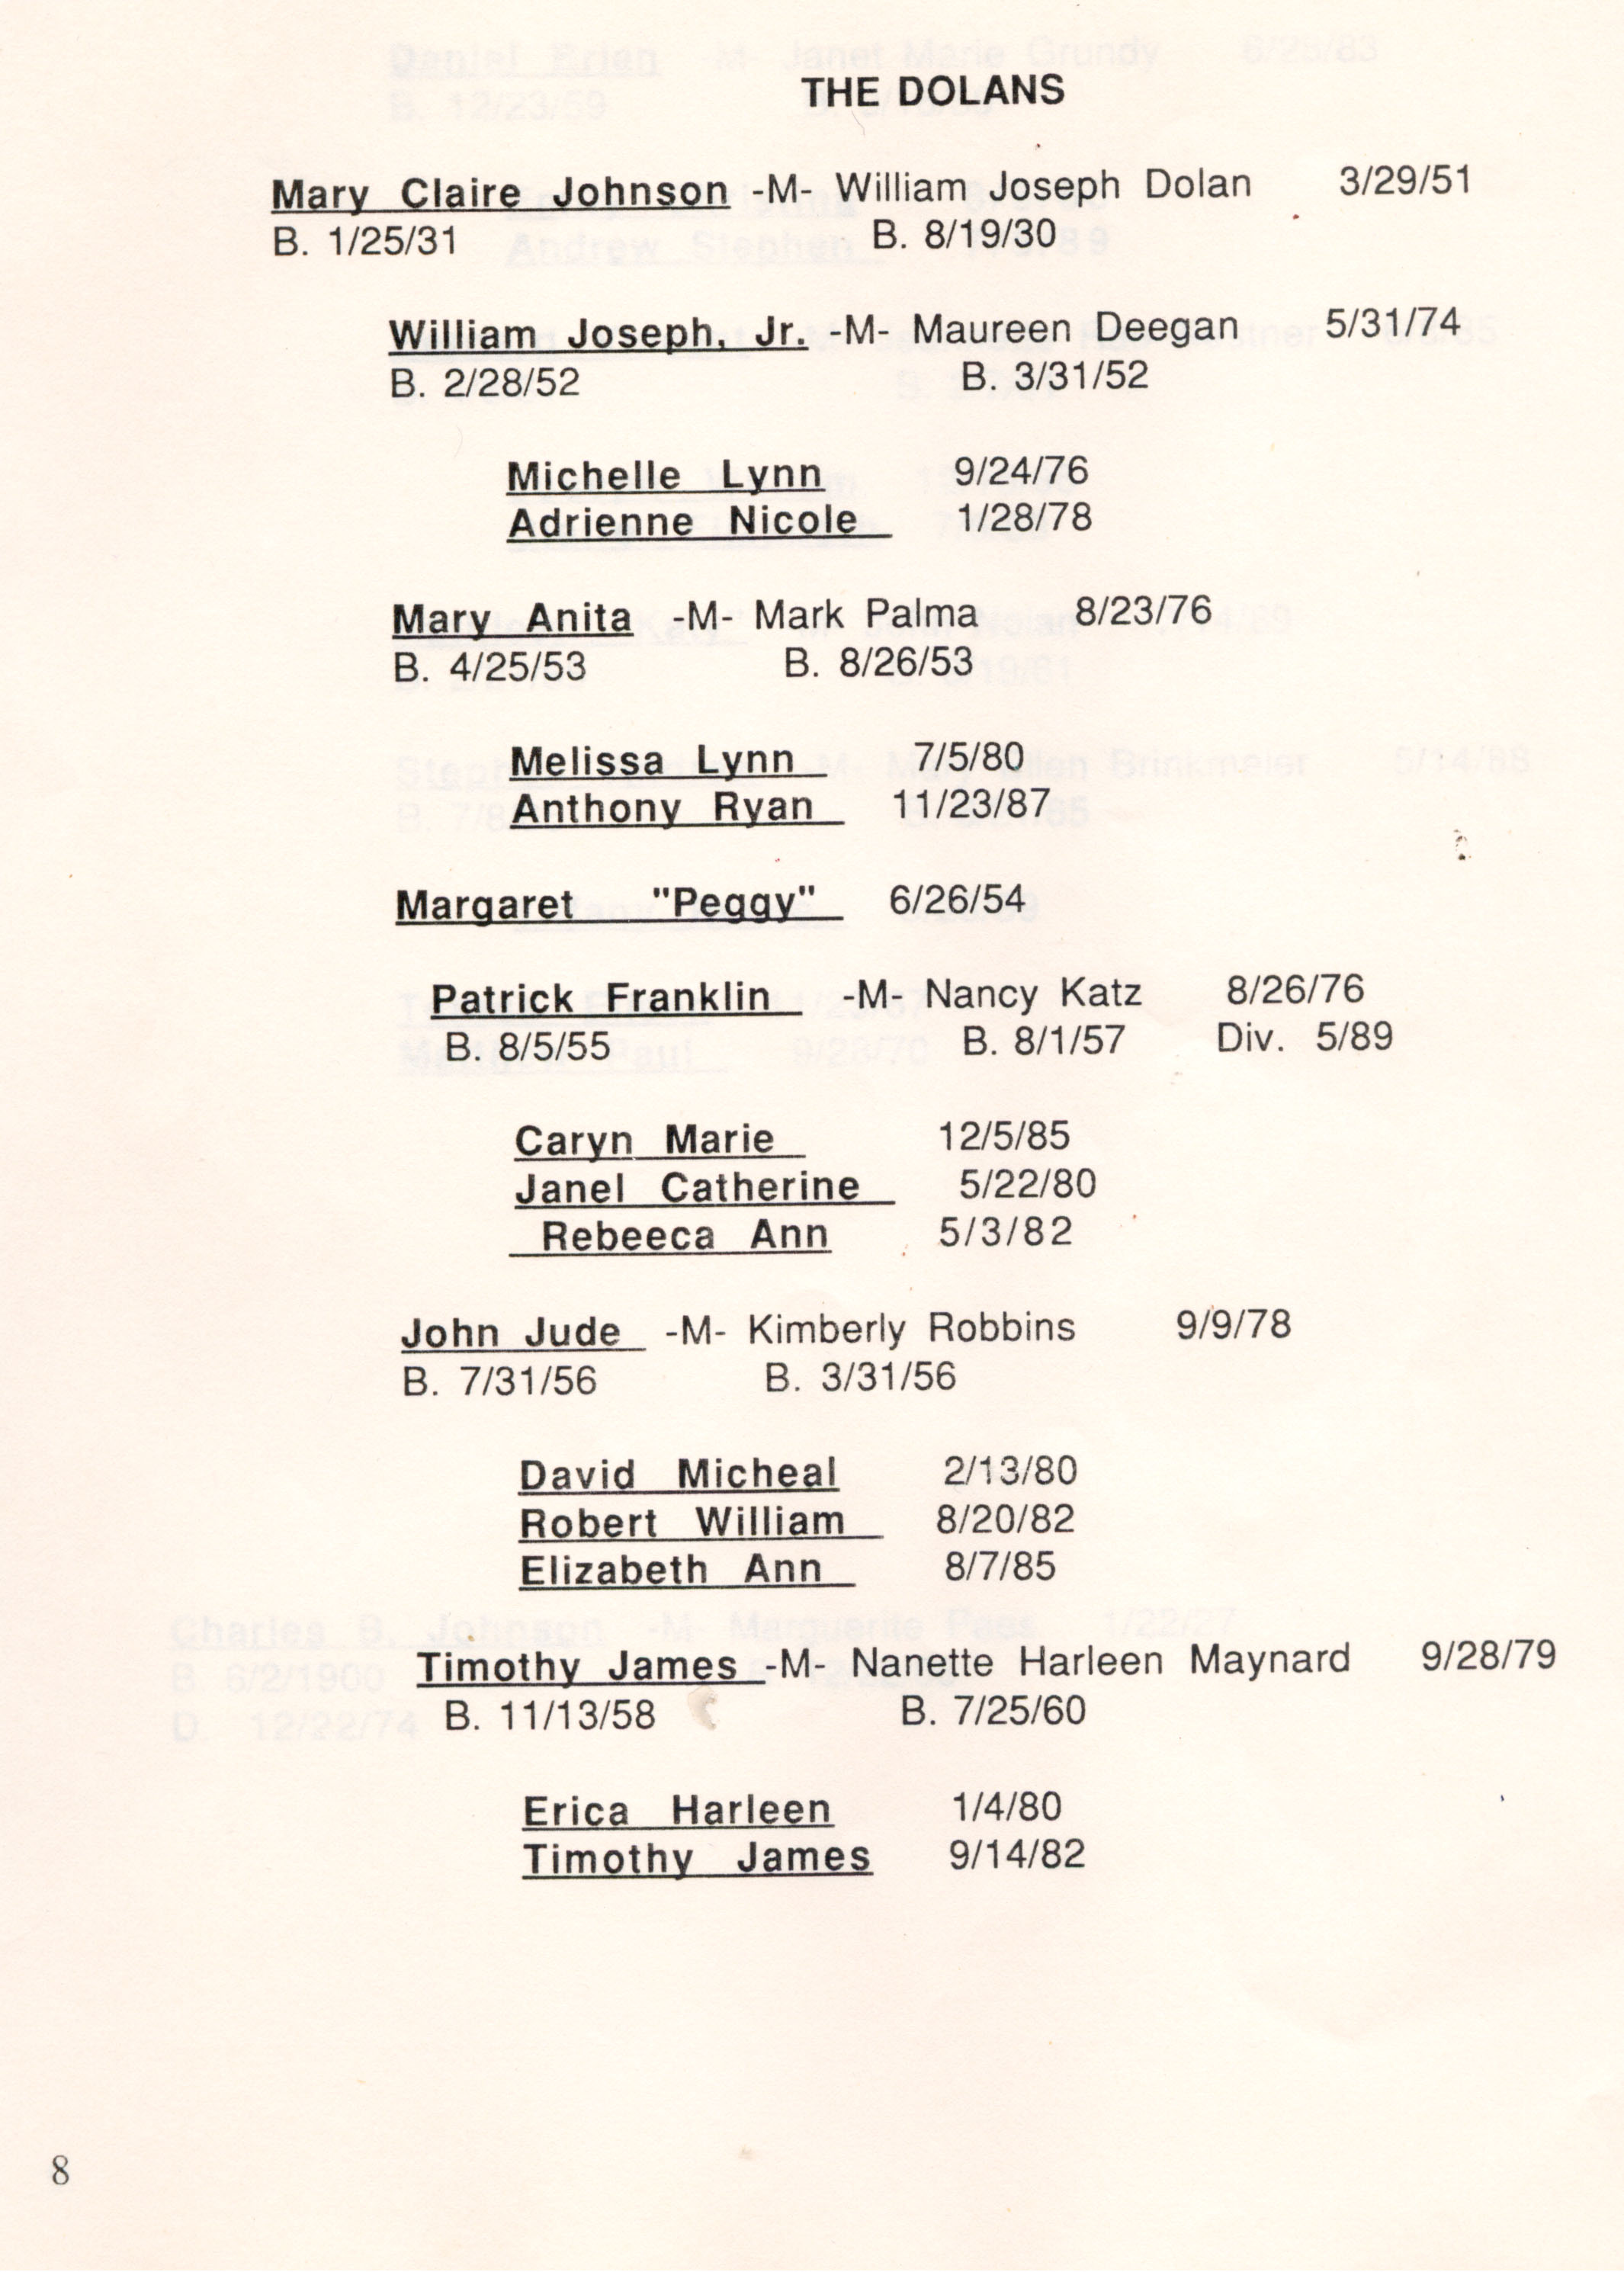 THE DOLANS
Mary Claire Johnson -M- William Joseph Dolan 3/29/51
B. 1/25/31 B. 8/19/30
William Joseph, Jr. -M- Maureen Deegan 5/31/74
B. 2/28/52 B. 3/31/52
Michelle Lynn 9/24/76
Adrienne Nicole 1/28/78
Mary Anita -M- Mark Palma 8/23/76
B. 4/25/53 B. 8/26/53
Melissa Lynn 7/5/80
Anthony Ryan 11/23/87
Margaret "Peggy" 6/26/54
Patrick Franklin -M- Nancy Katz 8/26/76
B. 8/5/55 B. 8/1/57 Div. 5/89
Caryn Marie 12/5/85
Janel Catherine 5/22/80
Rebeeca Ann 5/3/82
John Jude -M- Kimberly Robbins 9/9/78
B. 7/31/56 B. 3/31/56
David Micheal 2/13/80
Robert William 8/20/82
Elizabeth Ann 8/7/85
Timothy James -M- Nanette Harleen Maynard 9/28/79
B. 11/13/58 B. 7/25/60
Erica Harleen 1/4/80
Timothy James 9/14/82
8